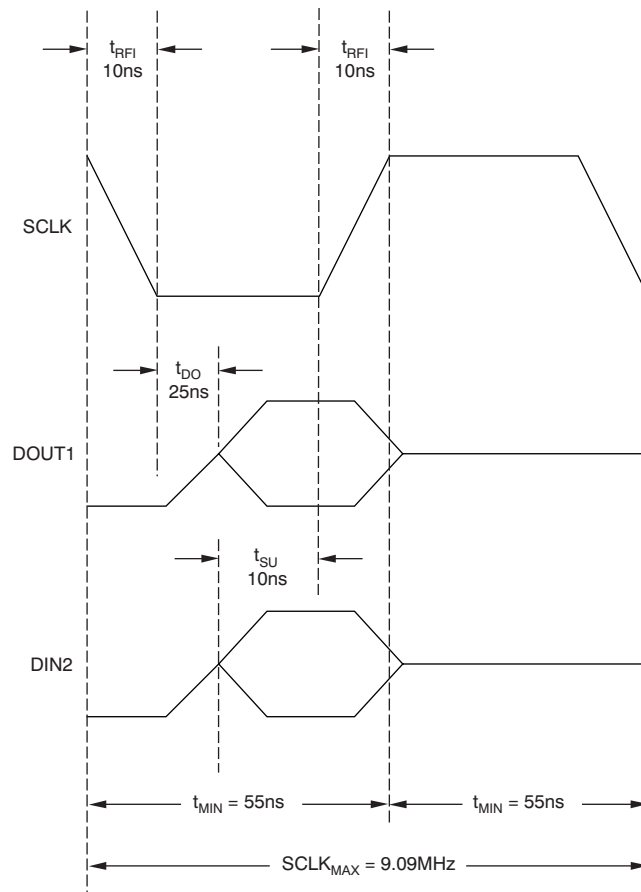 tRFI tRFI
10ns 10ns
SCLK
tDO
25ns
DOUT1
tSU
10ns
DIN2
tMIN = 55ns tMIN = 55ns
SCLKMAX = 9.09MHz